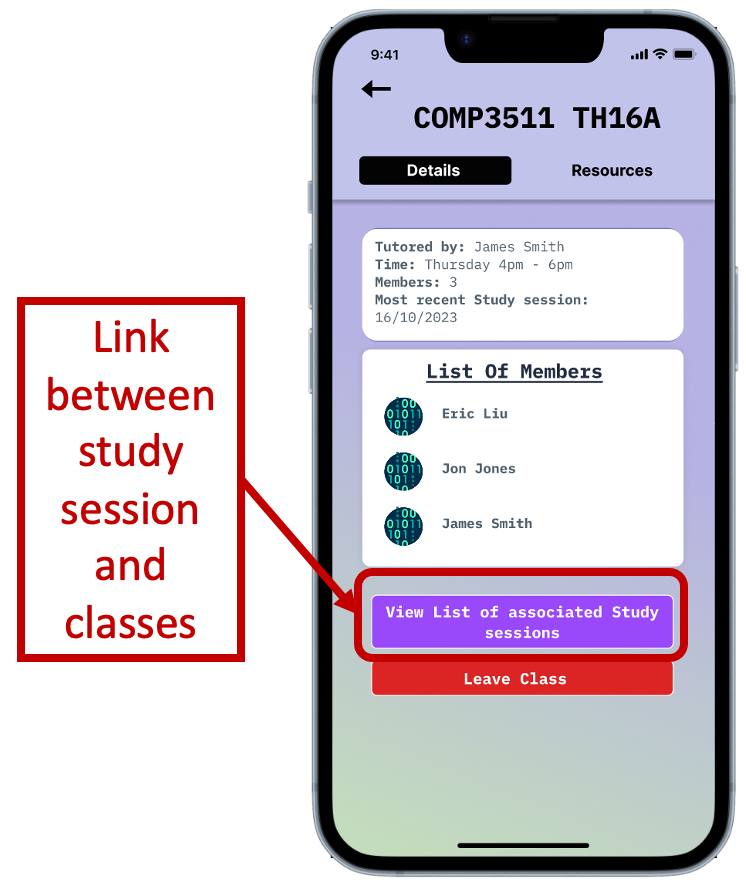 Link
between
study
session
and
classes
9:41
COMP3511 TH16A
Details Resources
Tutored by: James Smith
Time: Thursday 4pm - 6pm
Members: 3
Most recent Study session:
16/10/2023
List Of Members
Eric Liu
Jon Jones
James Smith
View List of associated Study
sessions
Leave Class